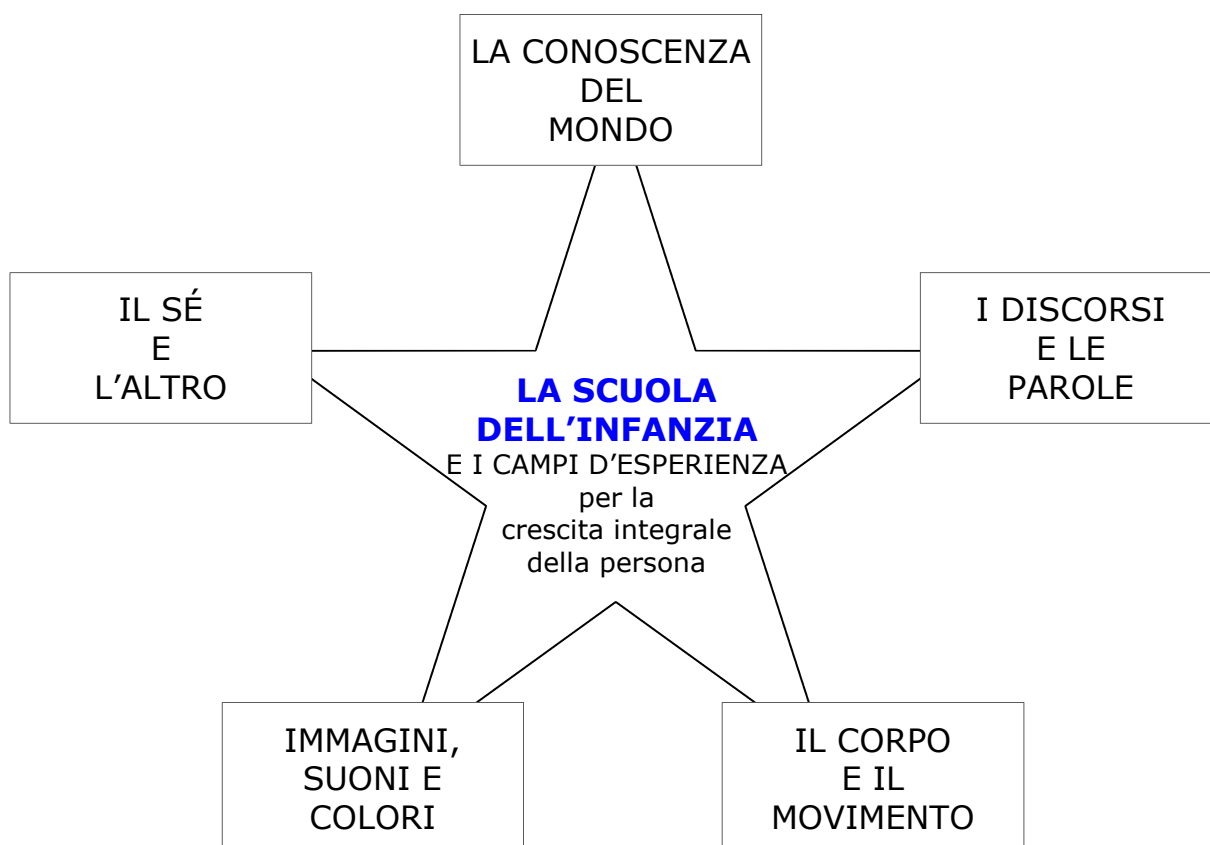 LA CONOSCENZA
DEL
MONDO
IL SÉ
E
L’ALTRO
I DISCORSI
E LE
PAROLE
LA SCUOLA
DELL’INFANZIA
E I CAMPI D’ESPERIENZA
per la
crescita integrale
della persona
IMMAGINI,
SUONI E
COLORI
IL CORPO
E IL
MOVIMENTO